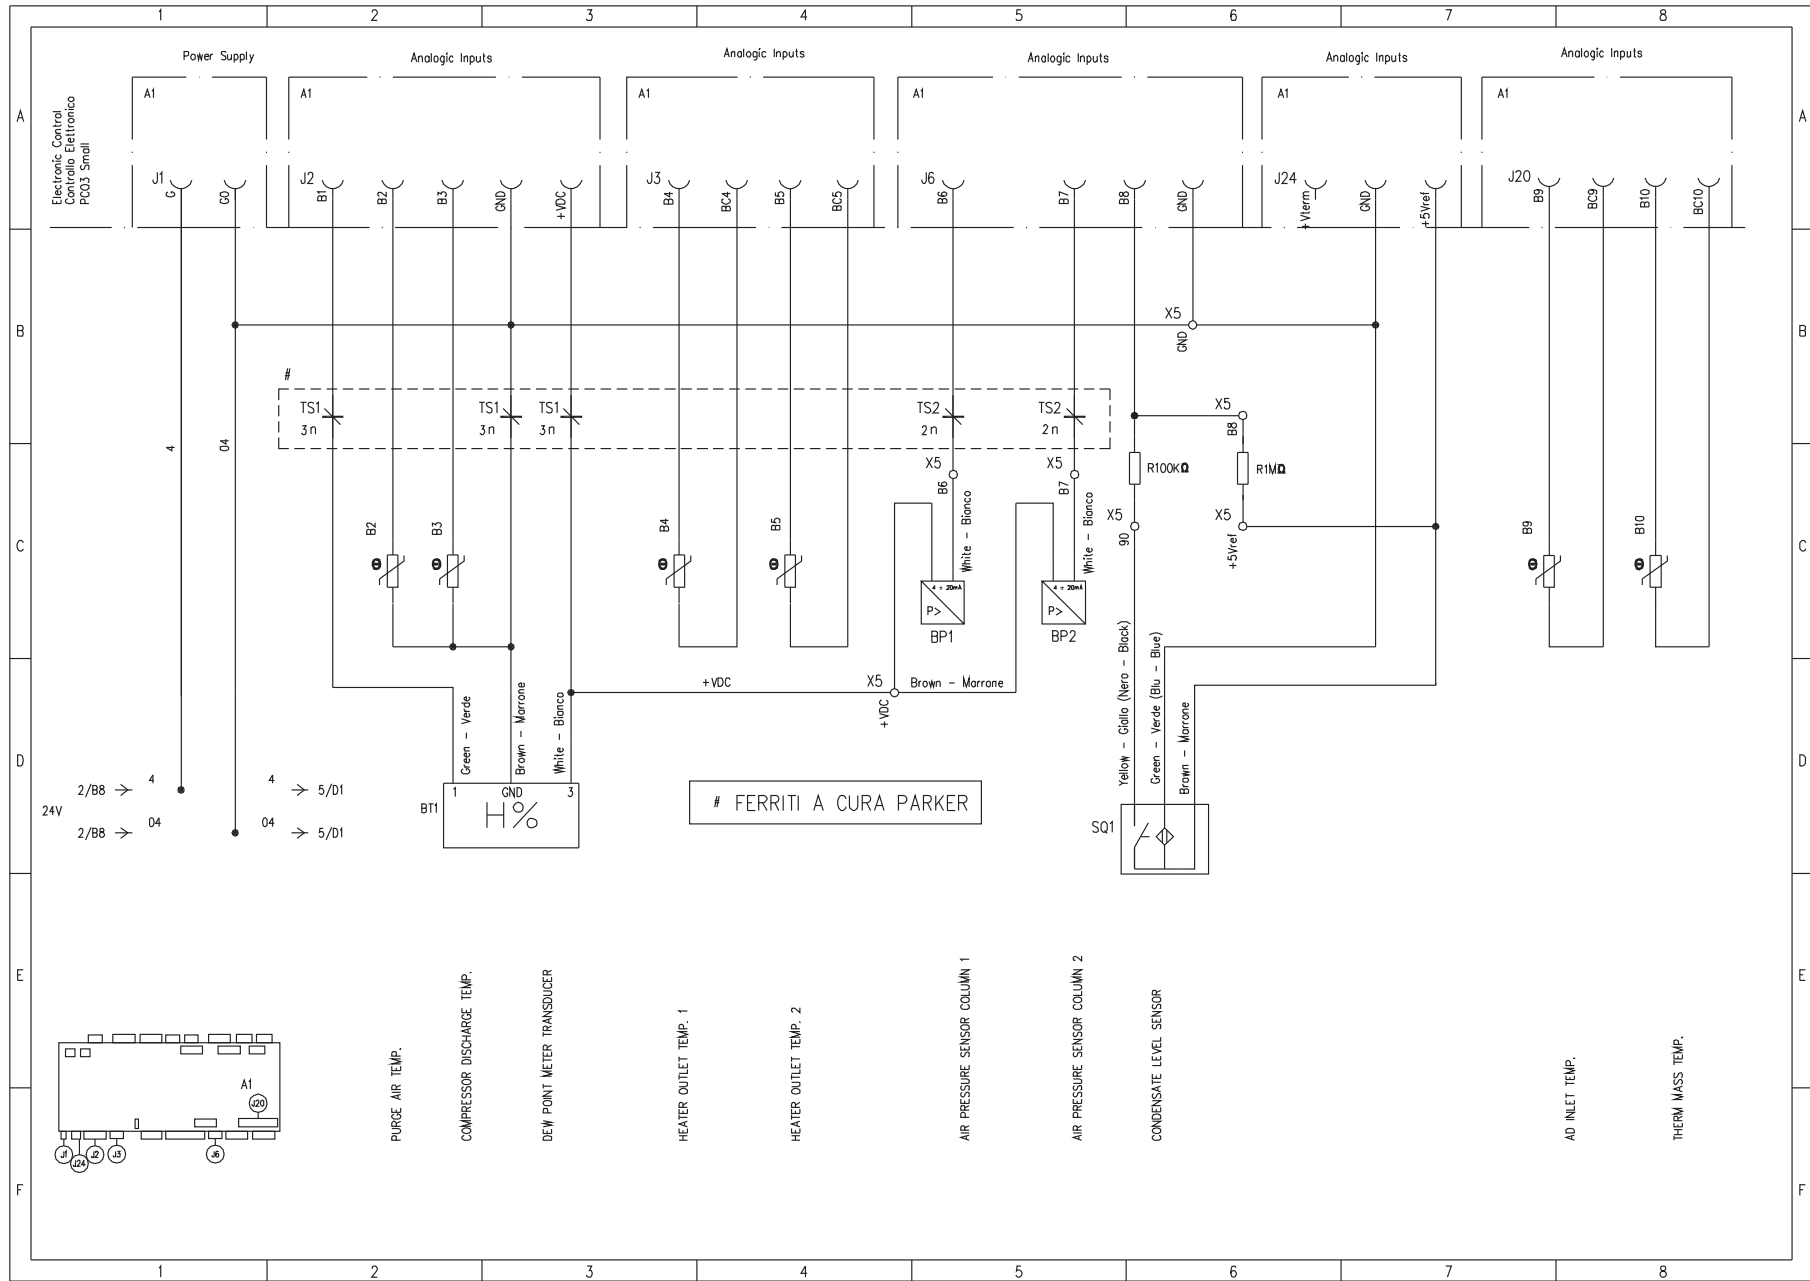 1 2 3 4 5 6 7 8
Power Supply
Analogic Inputs
Analogic Inputs
Analogic Inputs
Analogic Inputs
Analogic Inputs
A
A
Electronic Control
Controllo Elettronico
PCO3 Small
A1
A1
A1
A1
A1
A1
J1
G
G0
J2
B1
B2
B3
GND
+VDC
J3
B4
BC4
B5
BC5
J6
B6
B7
B8
GND
J24
+Vterm
GND
+5Vref
J20
B9
BC9
B10
BC10
B
B
X5
GND
#
TS1
3n
TS1
3n
TS1
3n
TS2
2n
TS2
2n
X5
B8
4
04
X5
B6
X5
B7
R100KΩ
R1MΩ
White - Bianco
White - Bianco
X5
90
X5
+5Vref
C
C
B2
B3
B4
B5
B9
B10
Θ
Θ
Θ
Θ
Θ
Θ
4 ÷ 20mA
P>
BP1
4 ÷ 20mA
P>
BP2
+VDC
X5
+VDC
Brown - Marrone
Green - Verde
Brown - Marrone
White - Bianco
Yellow - Giallo (Nero - Black)
Green - Verde (Blu - Blue)
Brown - Marrone
D
D
24V
2/B8
4
4
5/D1
2/B8
04
04
5/D1
BT1
1
GND
3
H%
# FERRITI A CURA PARKER
SQ1
E
E
PURGE AIR TEMP.
COMPRESSOR DISCHARGE TEMP.
DEW POINT METER TRANSDUCER
HEATER OUTLET TEMP. 1
HEATER OUTLET TEMP. 2
AIR PRESSURE SENSOR COLUMN 1
AIR PRESSURE SENSOR COLUMN 2
CONDENSATE LEVEL SENSOR
AD INLET TEMP.
THERM MASS TEMP.
A1
J20
J1
J24
J2
J3
J6
F
F
1 2 3 4 5 6 7 8